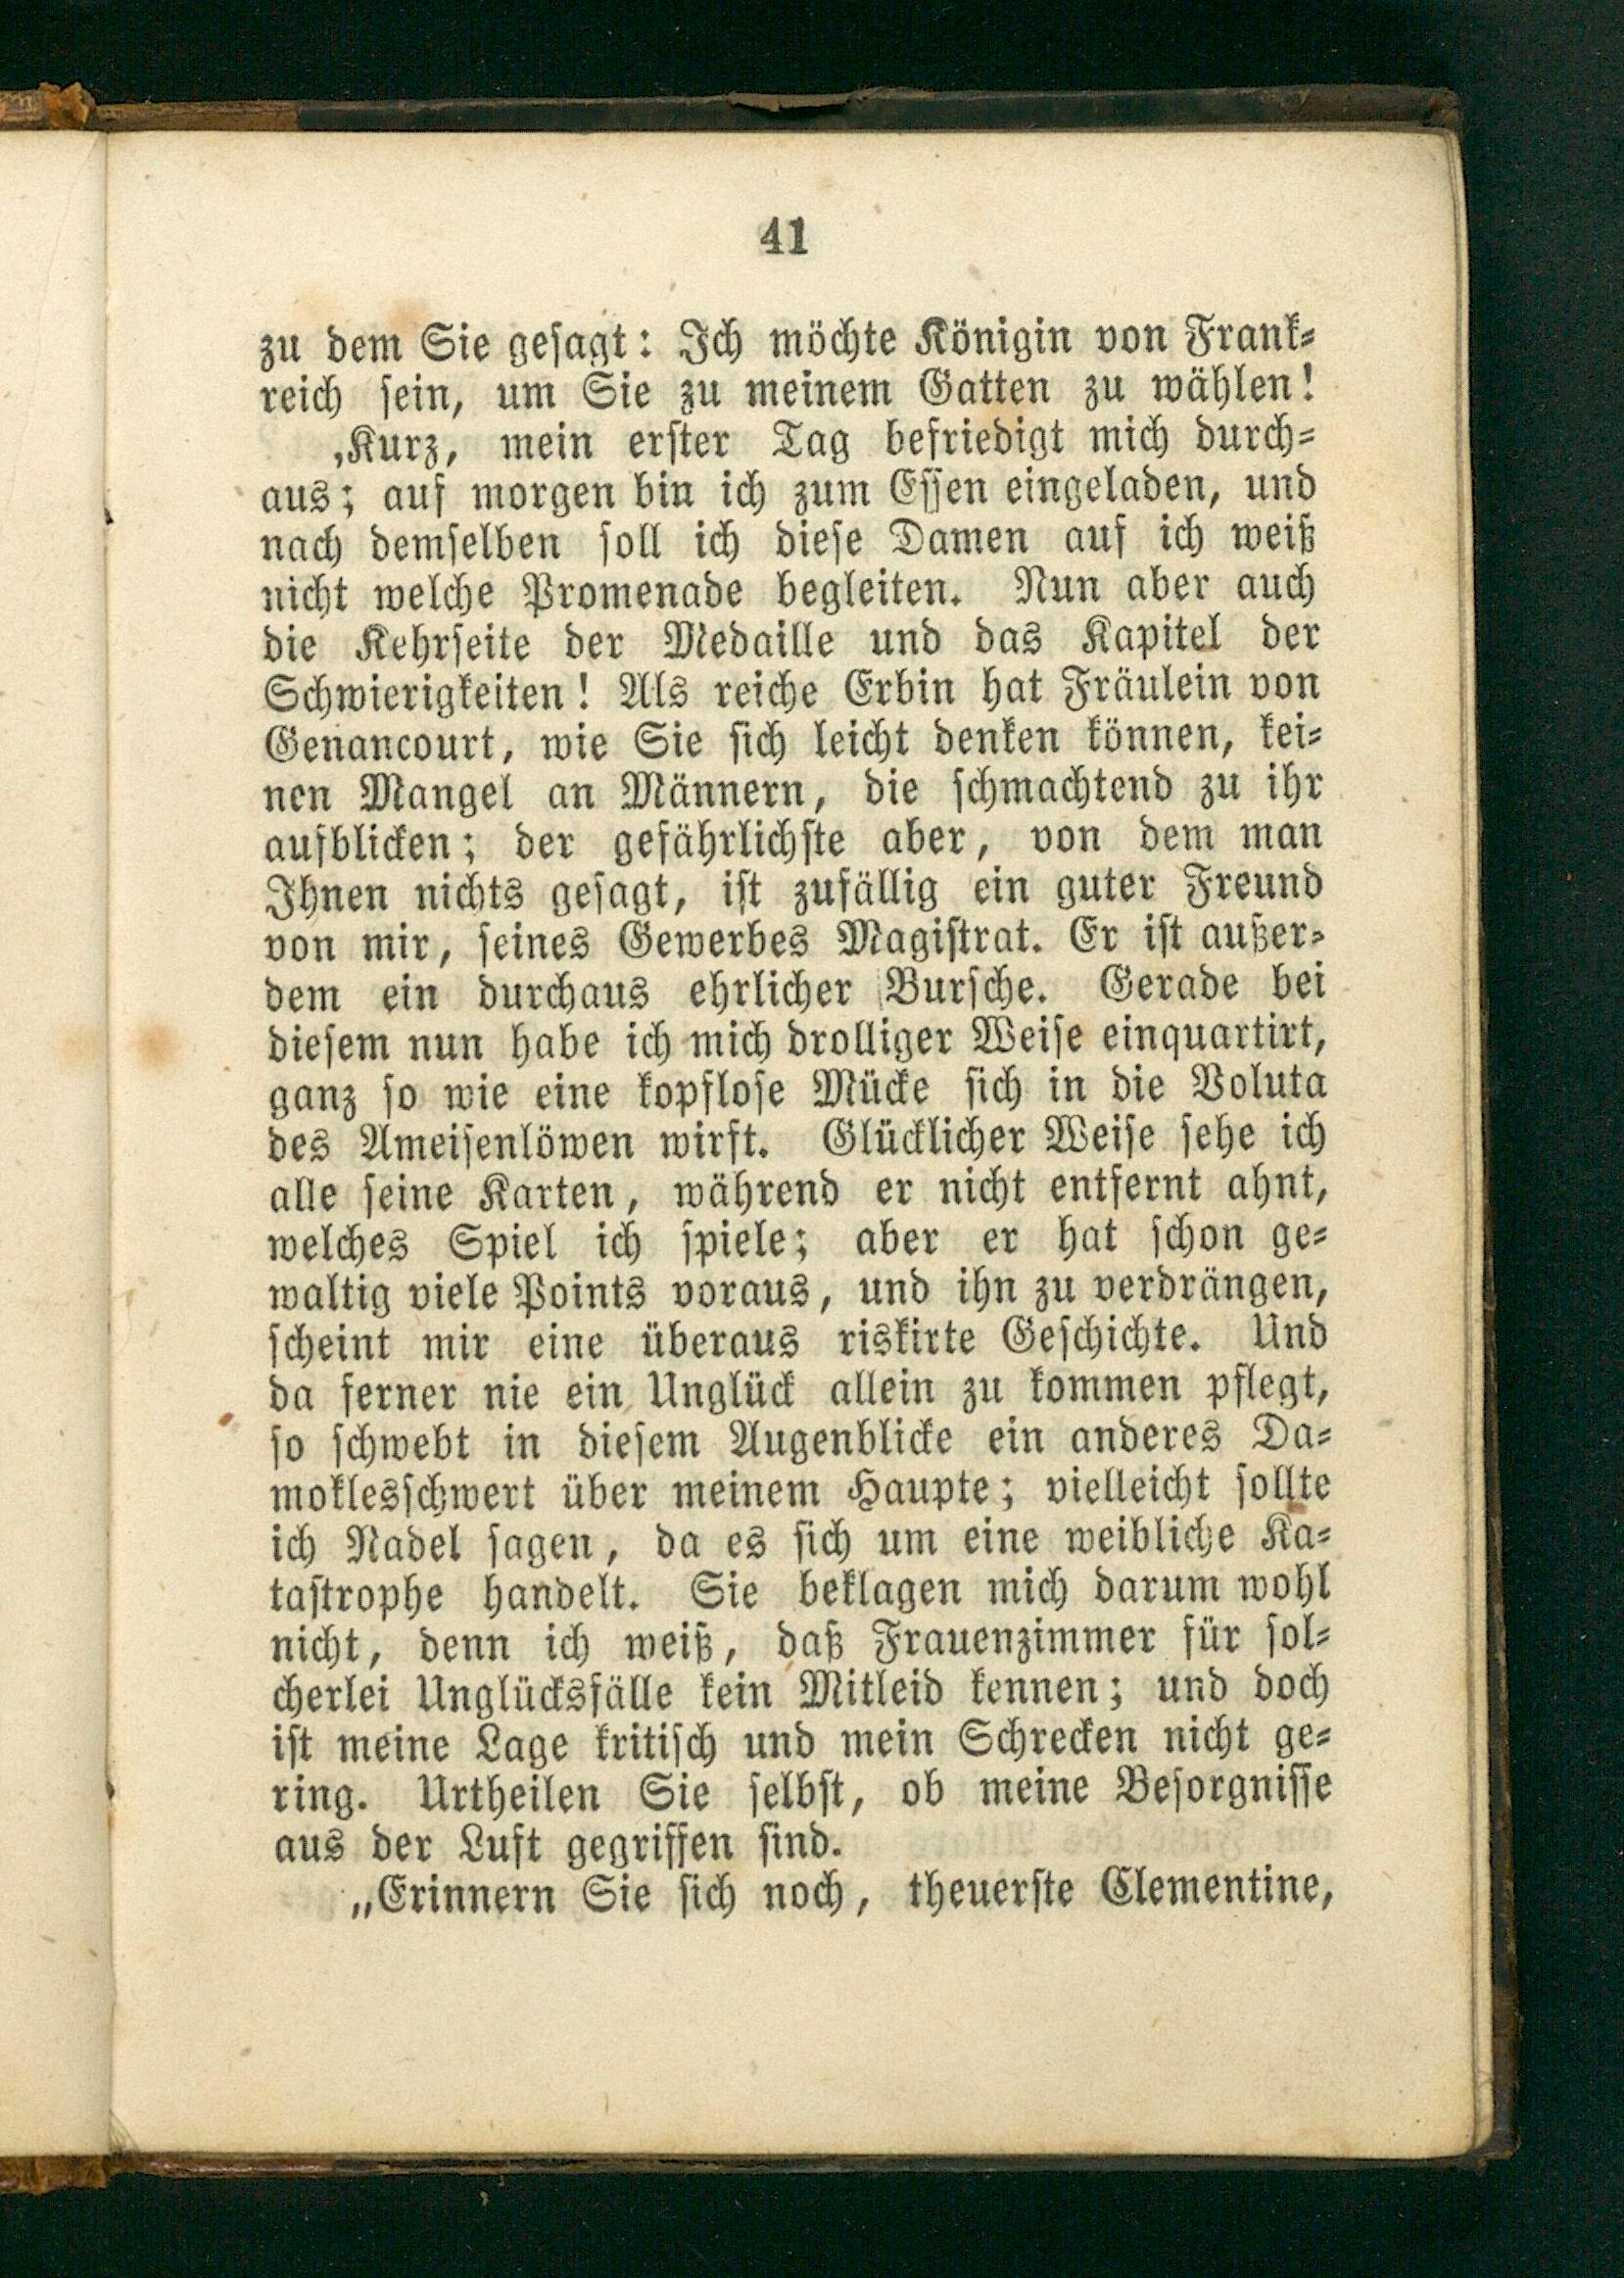 41
zu dem Sie gesagt: Ich möchte Königin von Frank-
reich sein, um Sie zu meinem Gatten zu wählen!
‚Kurz, mein erster Tag befriedigt mich durch-
aus; auf morgen bin ich zum Essen eingeladen, und
nach demselben soll ich diese Damen auf ich weiß
nicht welche Promenade begleiten. Nun aber auch
die Kehrseite der Medaille und das Kapitel der
Schwierigkeiten! Als reiche Erbin hat Fräulein von
Genancourt, wie Sie sich leicht denken können, kei-
nen Mangel an Männern, die schmachtend zu ihr
aufblicken; der gefährlichste aber, von dem man
Ihnen nichts gesagt, ist zufällig ein guter Freund
von mir, seines Gewerbes Magistrat. Er ist außer-
dem ein durchaus ehrlicher Bursche. Gerade bei
diesem nun habe ich mich drolliger Weise einquartirt,
ganz so wie eine kopflose Mücke sich in die Voluta
des Ameisenlöwen wirft. Glücklicher Weise sehe ich
alle seine Karten, während er nicht entfernt ahnt,
welches Spiel ich spiele; aber er hat schon ge-
waltig viele Points voraus, und ihn zu verdrängen,
scheint mir eine überaus riskirte Geschichte. Und
da ferner nie ein Unglück allein zu kommen pflegt,
so schwebt in diesem Augenblicke ein anderes Da-
moklesschwert über meinem Haupte; vielleicht sollte
ich Nadel sagen, da es sich um eine weibliche Ka-
tastrophe handelt. Sie beklagen mich darum wohl
nicht, denn ich weiß, daß Frauenzimmer für sol-
cherlei Unglücksfälle kein Mitleid kennen; und doch
ist meine Lage kritisch und mein Schrecken nicht ge-
ring. Urtheilen Sie selbst, ob meine Besorgnisse
aus der Luft gegriffen sind.
„Erinnern Sie sich noch, theuerste Clementine,